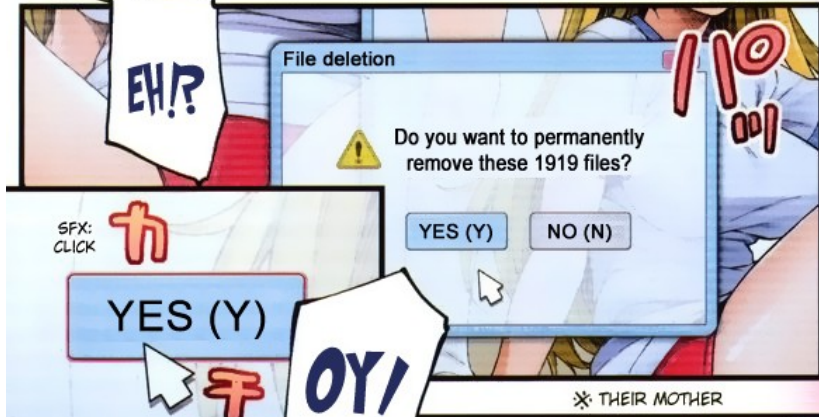 EH!?
File deletion
パッ
Do you want to permanently
remove these 1919 files?
YES (Y)
NO (N)
SFX:
CLICK
カ
チ
YES (Y)
OY!
※ THEIR MOTHER